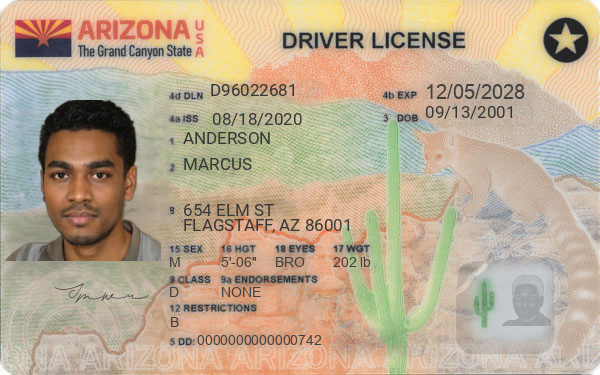 ARIZONA USA
The Grand Canyon State
DRIVER LICENSE
4d DLN D96022681
4b EXP 12/05/2028
4a ISS 08/18/2020
3 DOB 09/13/2001
1 ANDERSON
2 MARCUS
8 654 ELM ST
FLAGSTAFF, AZ 86001
15 SEX 16 HGT 18 EYES 17 WGT
M 5'-06" BRO 202 lb
9 CLASS 9a ENDORSEMENTS
D NONE
12 RESTRICTIONS
B
5 DD: 0000000000000742
ONA ARIZONA ARIZONA ARIZONA ARIZ